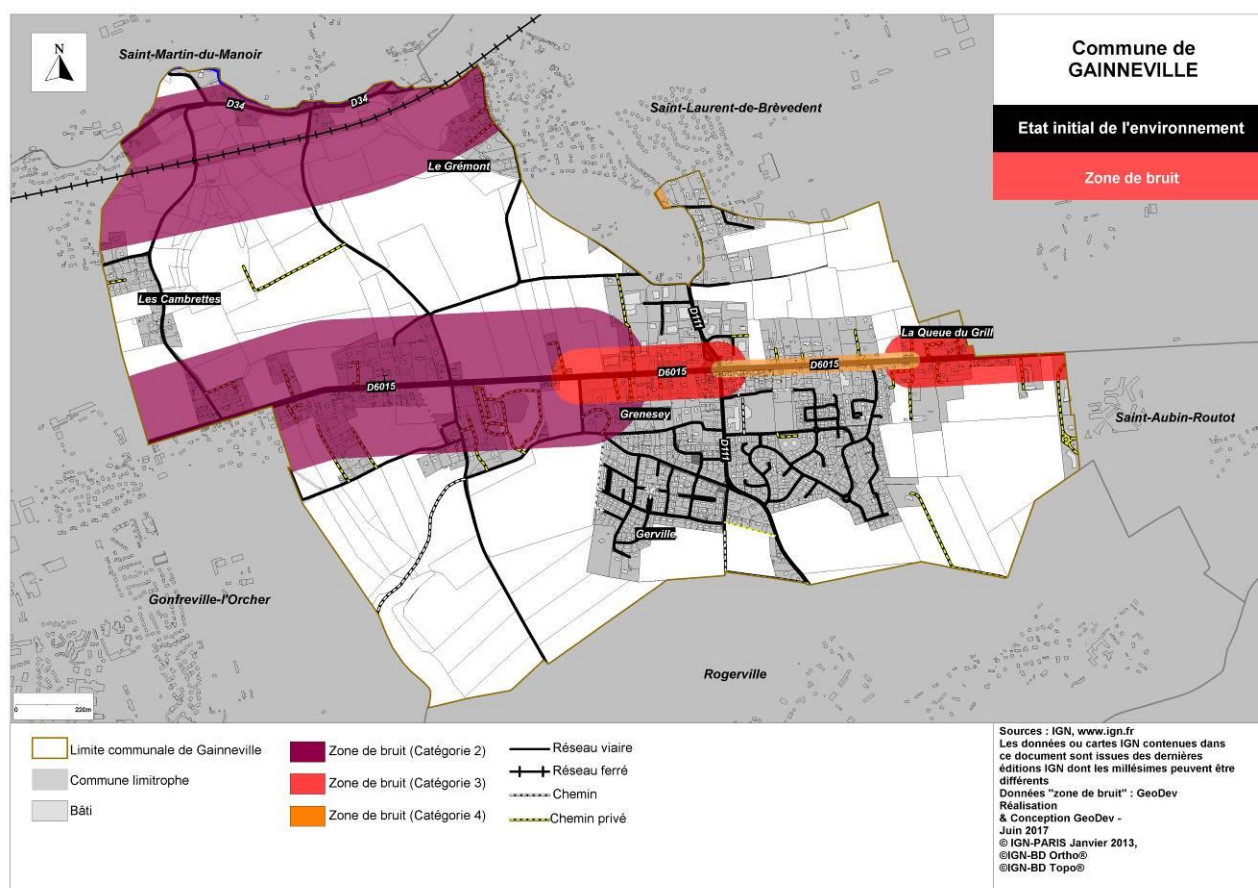 N
Saint-Martin-du-Manoir
D34
D34
Saint-Laurent-de-Brèvedent
Le Grémont
Les Cambrettes
D111
La Queue du Grill
D6015
D6015
D6015
Grenesey
D111
Saint-Aubin-Routot
Gerville
Gonfreville-l'Orcher
Rogerville
0 220m
Commune de
GAINNEVILLE
Etat initial de l'environnement
Zone de bruit
Limite communale de Gainneville
Commune limitrophe
Bâti
Zone de bruit (Catégorie 2)
Zone de bruit (Catégorie 3)
Zone de bruit (Catégorie 4)
Réseau viaire
Réseau ferré
Chemin
Chemin privé
Sources : IGN, www.ign.fr
Les données ou cartes IGN contenues dans
ce document sont issues des dernières
éditions IGN dont les millésimes peuvent être
différents
Données "zone de bruit" : GeoDev
Réalisation
& Conception GeoDev -
Juin 2017
© IGN-PARIS Janvier 2013,
©IGN-BD Ortho®
©IGN-BD Topo®